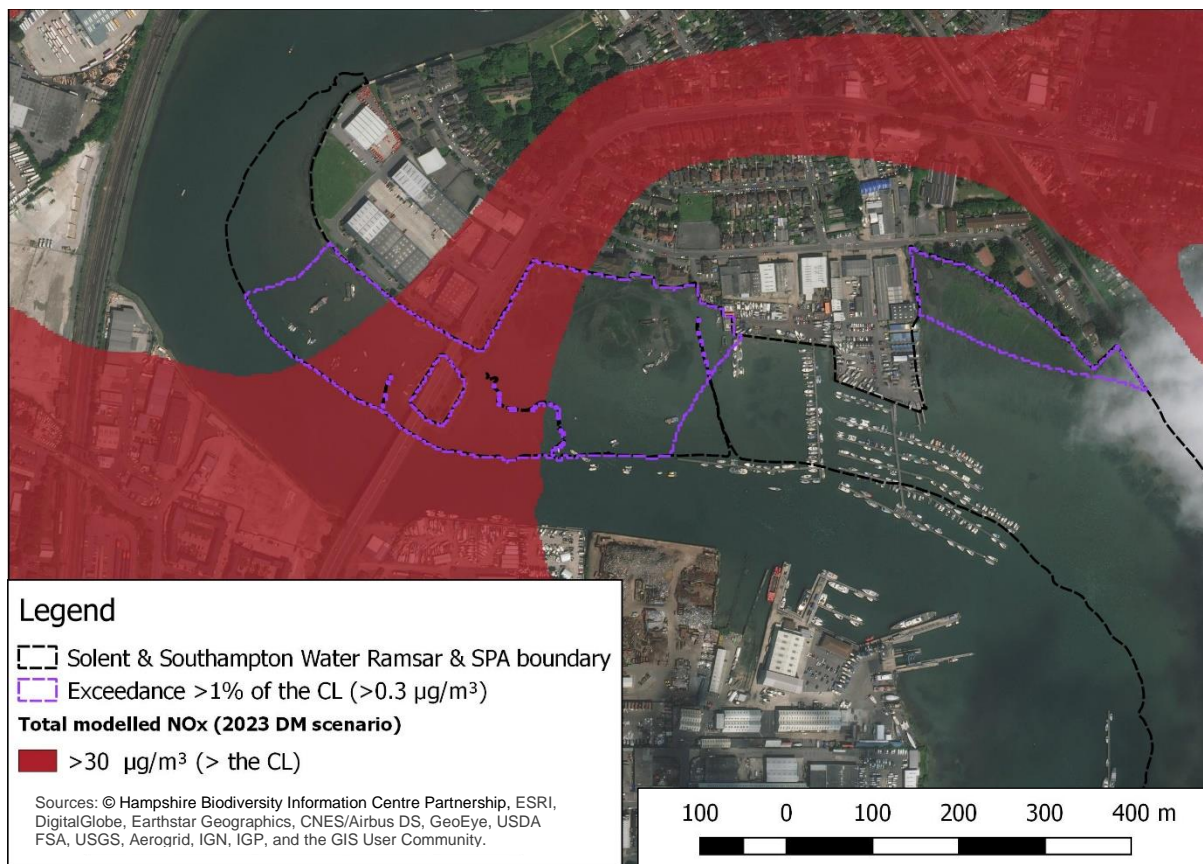 Legend
Solent & Southampton Water Ramsar & SPA boundary
Exceedance >1% of the CL (>0.3 µg/m³)
Total modelled NOx (2023 DM scenario)
>30 µg/m³ (> the CL)
Sources: © Hampshire Biodiversity Information Centre Partnership, ESRI,
DigitalGlobe, Earthstar Geographics, CNES/Airbus DS, GeoEye, USDA
FSA, USGS, Aerogrid, IGN, IGP, and the GIS User Community.
100 0 100 200 300 400 m